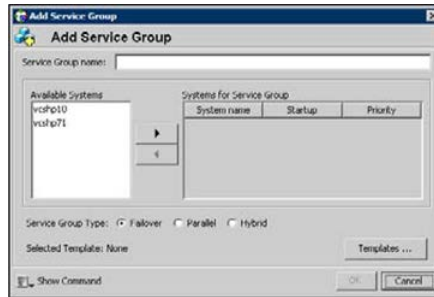 Add Service Group
Add Service Group
Service Group name:
Available Systems
vcshp10
vcshp71
Systems for Service Group
System name Startup Priority
Service Group Type: Failover Parallel Hybrid
Selected Template: None
Templates ...
Show Command
OK Cancel